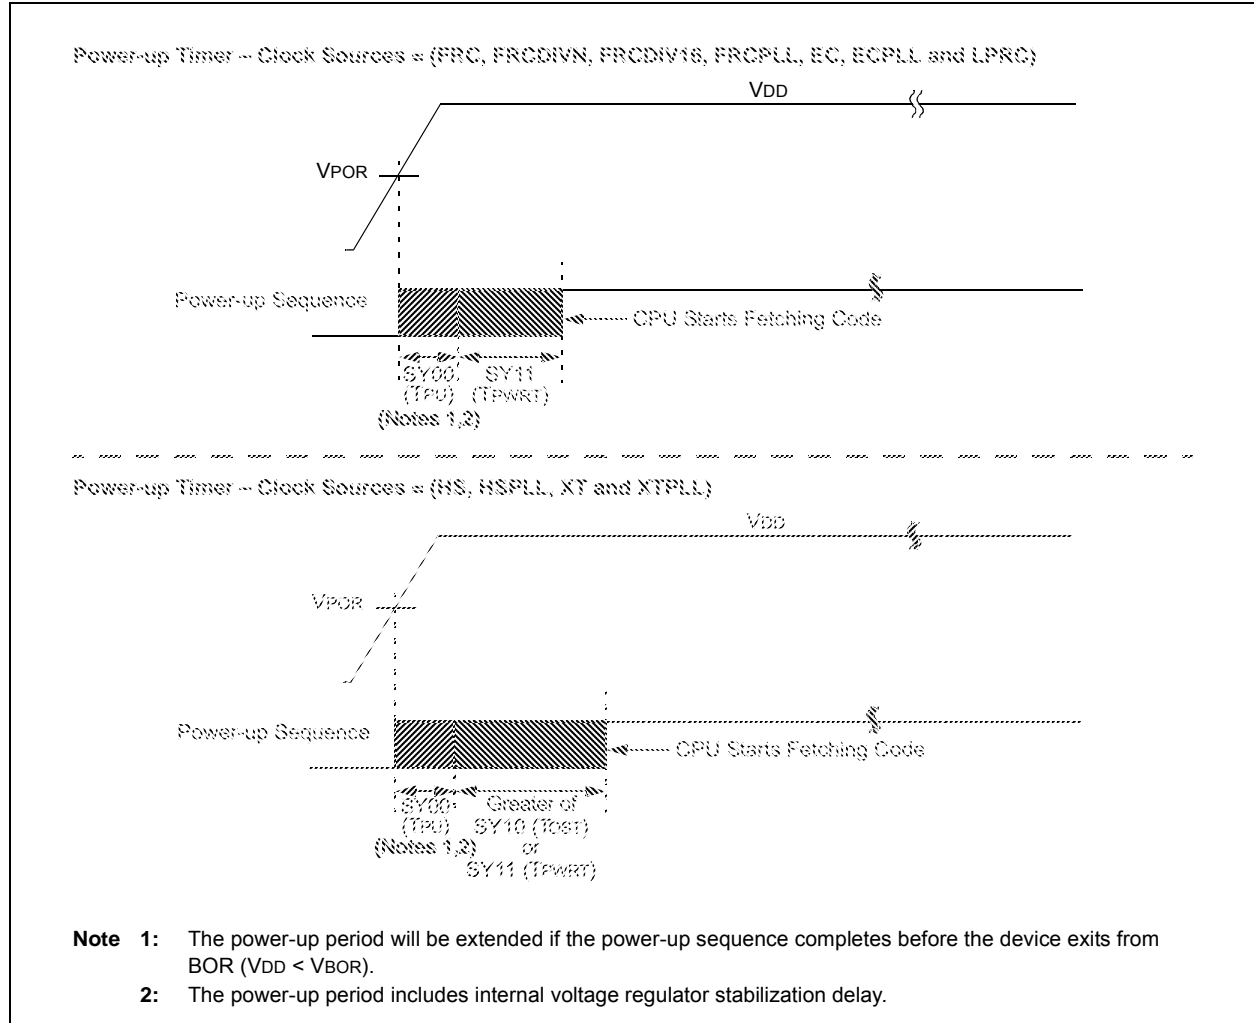 Power-up Timer – Clock Sources = (FRC, FRCDIVN, FRCDIV16, FRCPLL, EC, ECPLL and LPRC)
VDD
VPOR
Power-up Sequence
CPU Starts Fetching Code
SY00 SY11
(TPU) (TPWRT)
(Notes 1,2)
Power-up Timer – Clock Sources = (HS, HSPLL, XT and XTPLL)
VDD
VPOR
Power-up Sequence
CPU Starts Fetching Code
SY00 Greater of
(TPU) SY10 (TOST)
(Notes 1,2) or
SY11 (TPWRT)
Note 1: The power-up period will be extended if the power-up sequence completes before the device exits from
BOR (VDD < VBOR).
2: The power-up period includes internal voltage regulator stabilization delay.